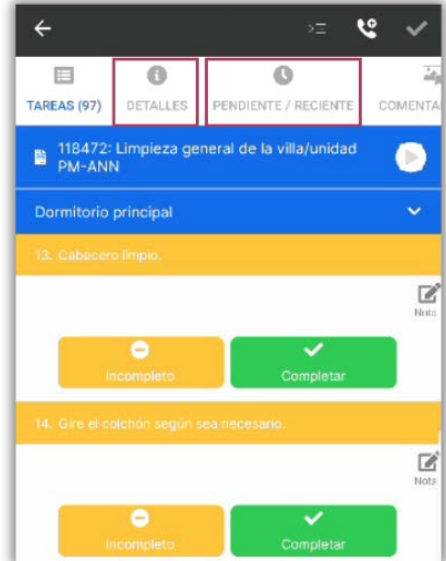 TAREAS (97) DETALLES PENDIENTE / RECIENTE COMENTA
118472: Limpieza general de la villa/unidad
PM-ANN
Dormitorio principal
13. Cabecero limpio.
Nota
Incompleto Completar
14. Gire el colchón según sea necesario.
Nota
Incompleto Completar